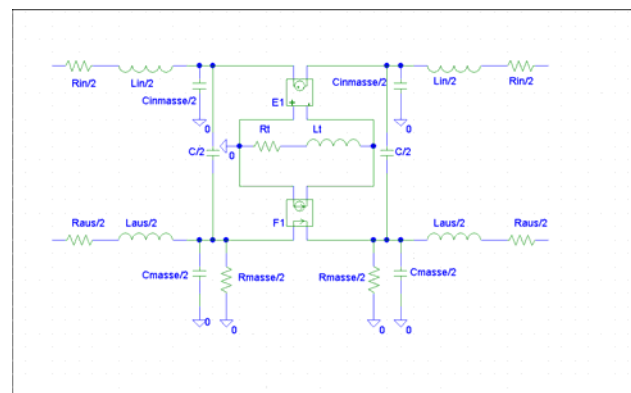 Rin/2 Lin/2 Lin/2 Rin/2
Cinmasse/2 Cinmasse/2
E1
0 0
Rt Lt
C/2 0 C/2
F1
Raus/2 Laus/2 Laus/2 Raus/2
Cmasse/2 Rmasse/2 Rmasse/2 Cmasse/2
0 0 0 0